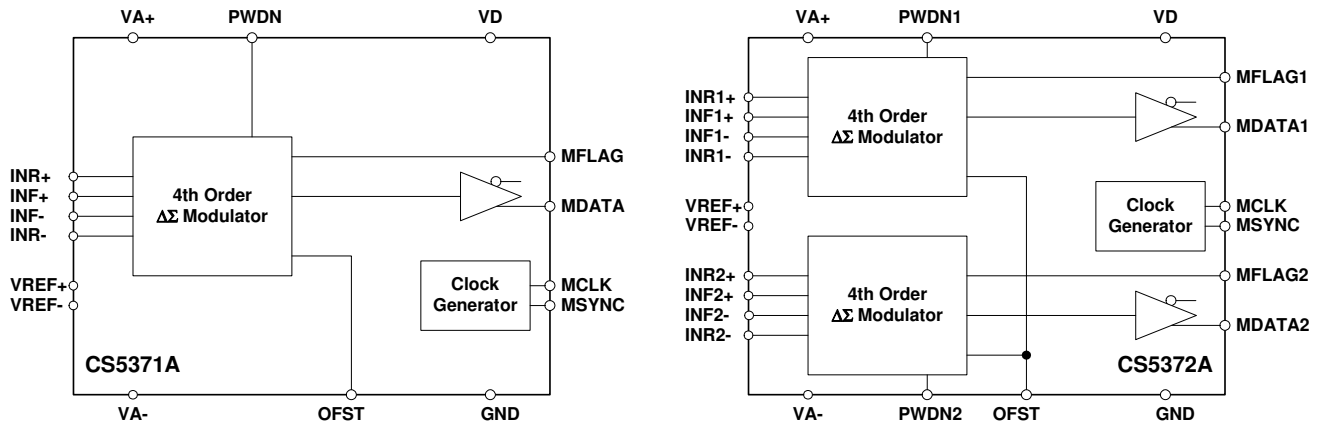 VA+
PWDN
VD
INR+
INF+
INF-
INR-
VREF+
VREF-
4th Order
ΔΣ Modulator
MFLAG
MDATA
Clock
Generator
MCLK
MSYNC
CS5371A
VA-
OFST
GND
VA+
PWDN1
VD
INR1+
INF1+
INF1-
INR1-
4th Order
ΔΣ Modulator
MFLAG1
MDATA1
VREF+
VREF-
Clock
Generator
MCLK
MSYNC
INR2+
INF2+
INF2-
INR2-
4th Order
ΔΣ Modulator
MFLAG2
MDATA2
CS5372A
VA-
PWDN2
OFST
GND